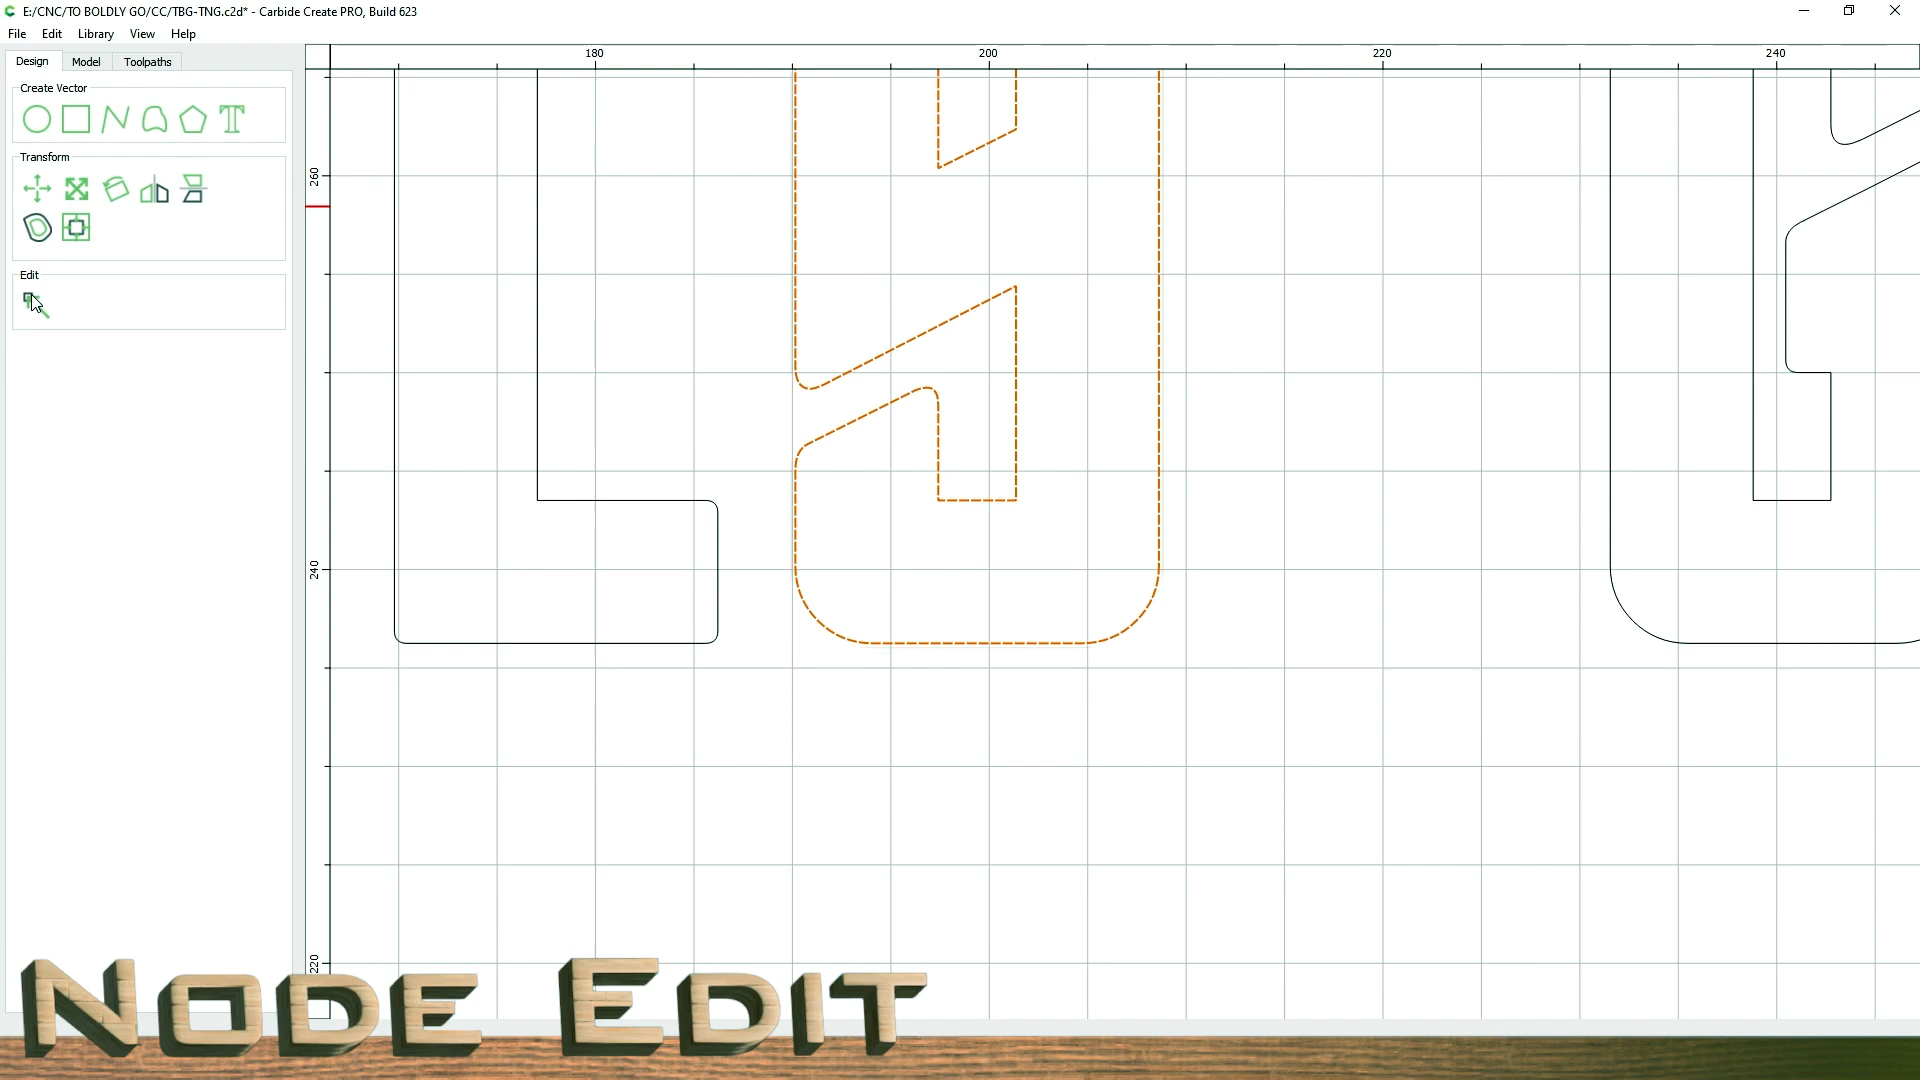 E:/CNC/TO BOLDLY GO/CC/TBG-TNG.c2d* - Carbide Create PRO, Build 623
File Edit Library View Help
Design Model Toolpaths
180 200 220 240
Create Vector
Transform
260
Edit
240
220
NODE EDIT